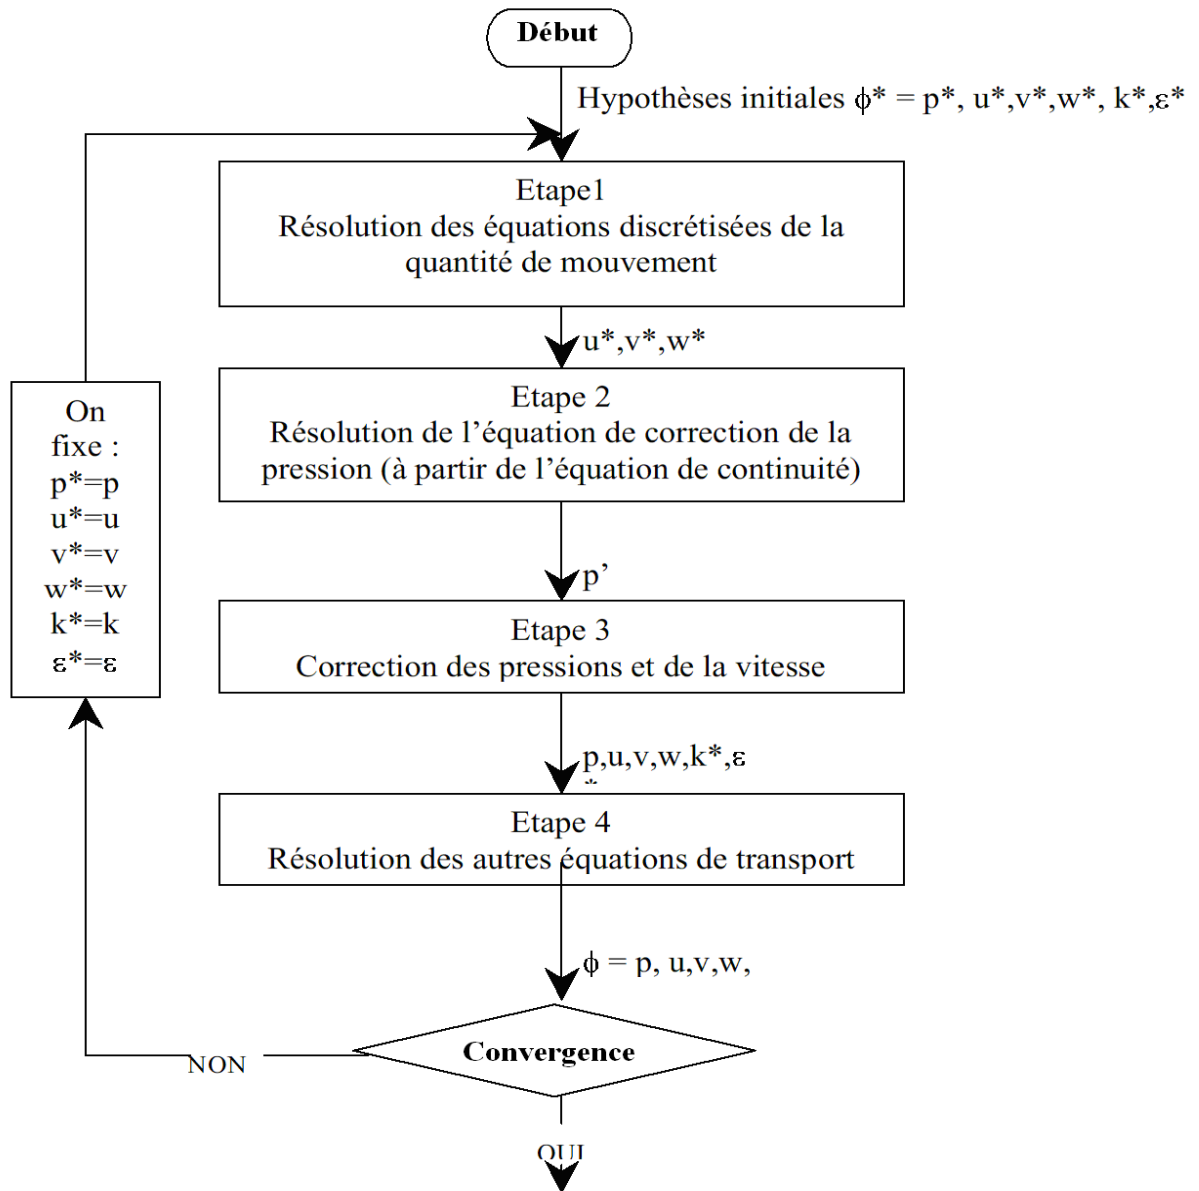 Début
Hypothèses initiales ϕ* = p*, u*,v*,w*, k*,ε*
Etape1
Résolution des équations discrétisées de la
quantité de mouvement
u*,v*,w*
Etape 2
Résolution de l’équation de correction de la
pression (à partir de l’équation de continuité)
p’
Etape 3
Correction des pressions et de la vitesse
p,u,v,w,k*,ε
*
Etape 4
Résolution des autres équations de transport
ϕ = p, u,v,w,
Convergence
NON
OUI
On
fixe :
p*=p
u*=u
v*=v
w*=w
k*=k
ε*=ε